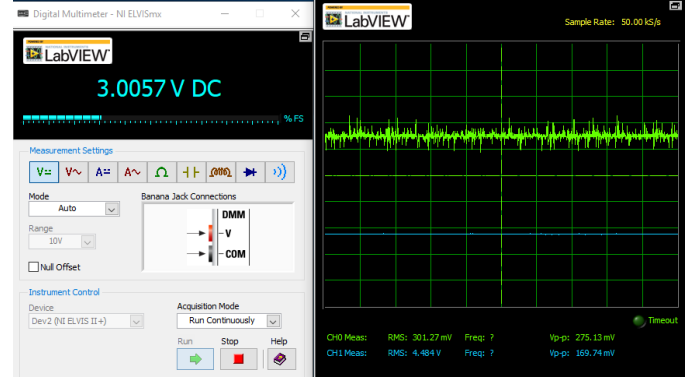 Digital Multimeter - NI ELVISmx
LabVIEW
3.0057 V DC
% FS
Measurement Settings
V=
V~
A=
A~
Ω
Mode
Auto
Banana Jack Connections
DMM
V
COM
Range
10V
Null Offset
Instrument Control
Device
Dev2 (NI ELVIS II+)
Acquisition Mode
Run Continuously
Run
Stop
Help
LabVIEW
Sample Rate: 50.00 kS/s
Timeout
CH0 Meas: RMS: 301.27 mV Freq: ? Vp-p: 275.13 mV
CH1 Meas: RMS: 4.484 V Freq: ? Vp-p: 169.74 mV